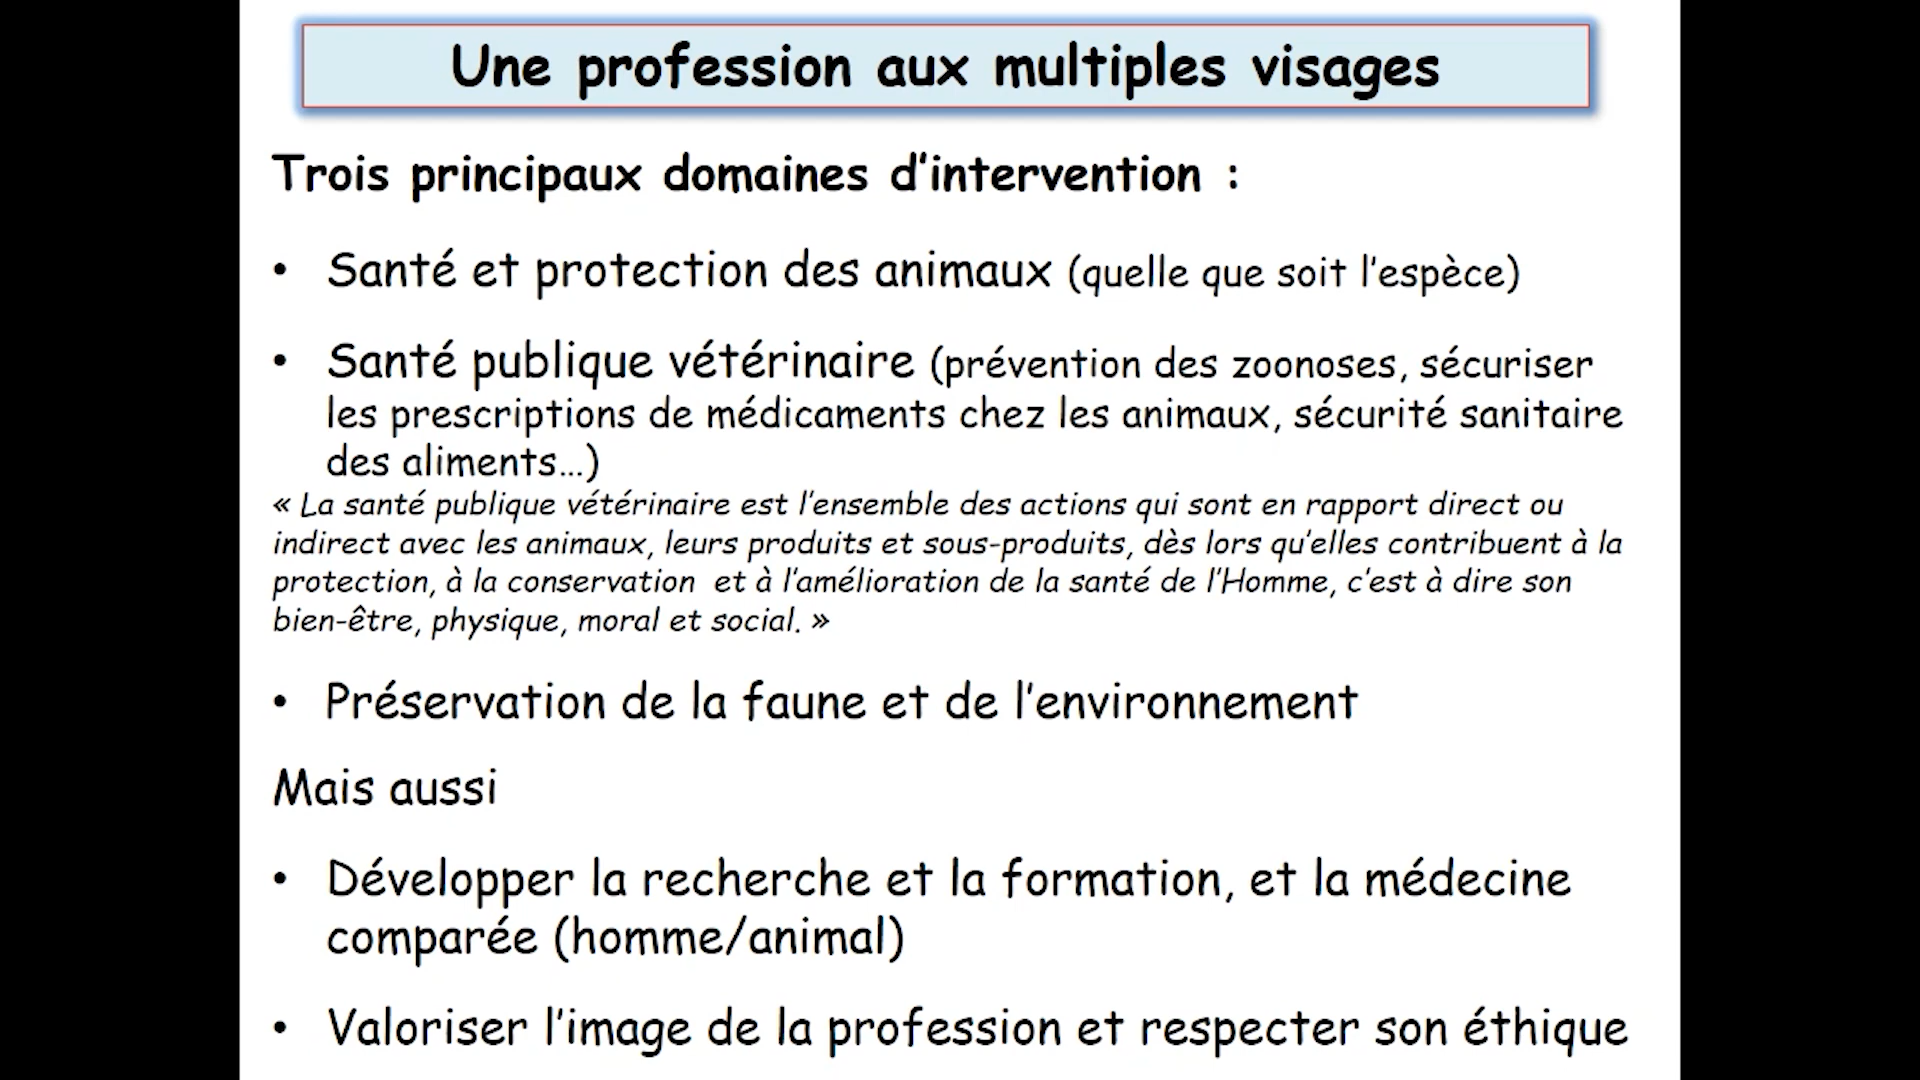 Une profession aux multiples visages
Trois principaux domaines d’intervention :
• Santé et protection des animaux (quelle que soit l’espèce)
• Santé publique vétérinaire (prévention des zoonoses, sécuriser
les prescriptions de médicaments chez les animaux, sécurité sanitaire
des aliments…)
« La santé publique vétérinaire est l’ensemble des actions qui sont en rapport direct ou
indirect avec les animaux, leurs produits et sous-produits, dès lors qu’elles contribuent à la
protection, à la conservation et à l’amélioration de la santé de l’Homme, c’est à dire son
bien-être, physique, moral et social. »
• Préservation de la faune et de l’environnement
Mais aussi
• Développer la recherche et la formation, et la médecine
comparée (homme/animal)
• Valoriser l’image de la profession et respecter son éthique